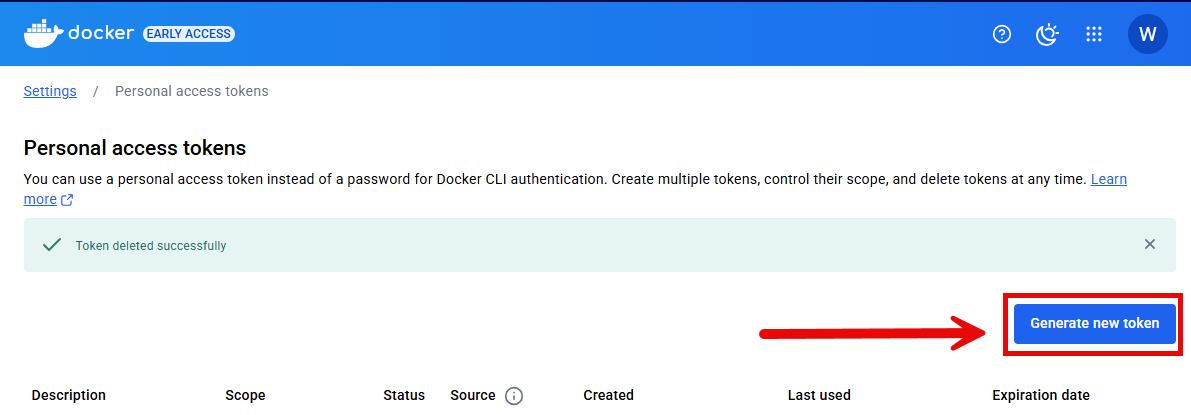 docker EARLY ACCESS W
Settings / Personal access tokens
Personal access tokens
You can use a personal access token instead of a password for Docker CLI authentication. Create multiple tokens, control their scope, and delete tokens at any time. Learn
more
Token deleted successfully
Generate new token
Description Scope Status Source Created Last used Expiration date